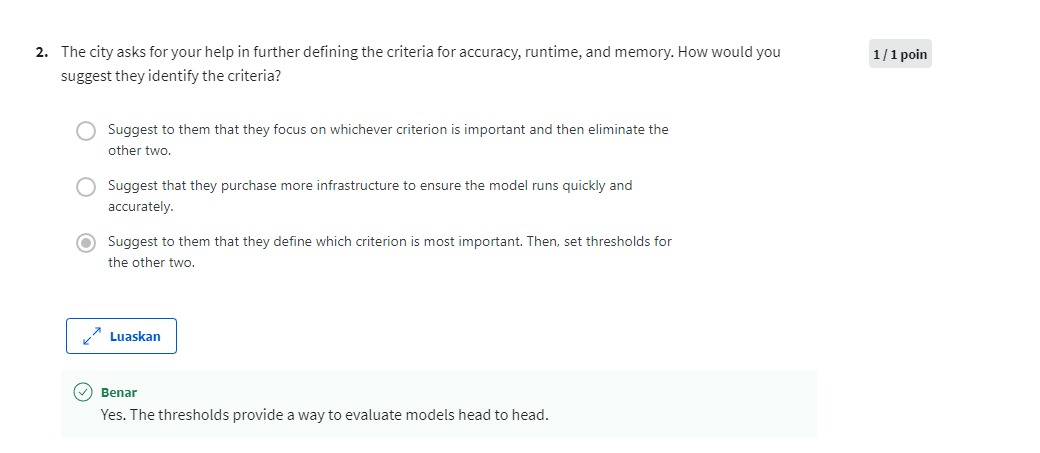 2. The city asks for your help in further defining the criteria for accuracy, runtime, and memory. How would you
suggest they identify the criteria?
1 / 1 poin
Suggest to them that they focus on whichever criterion is important and then eliminate the
other two.
Suggest that they purchase more infrastructure to ensure the model runs quickly and
accurately.
Suggest to them that they define which criterion is most important. Then, set thresholds for
the other two.
Luaskan
Benar
Yes. The thresholds provide a way to evaluate models head to head.